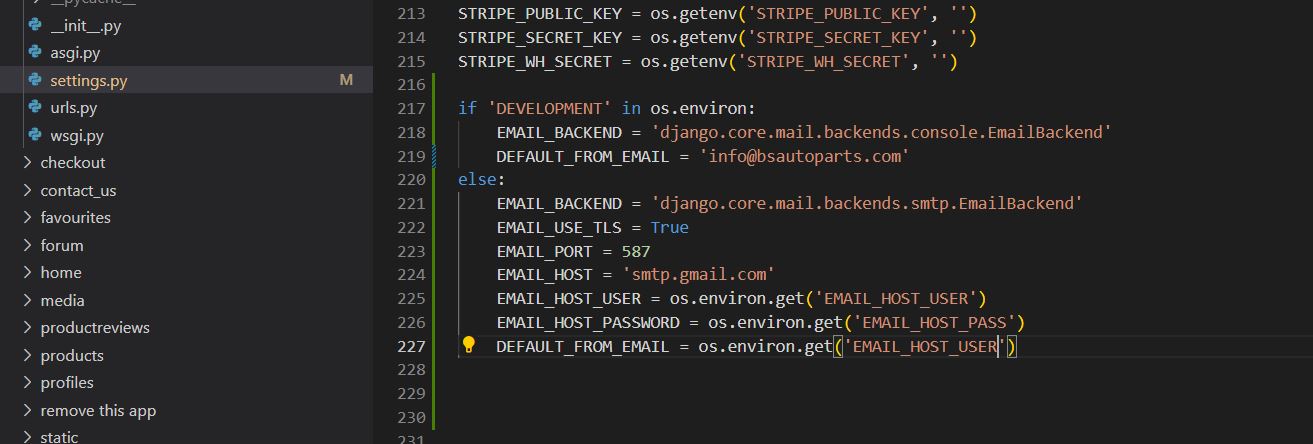 __pycache__
__init__.py
asgi.py
settings.py M
urls.py
wsgi.py
checkout
contact_us
favourites
forum
home
media
productreviews
products
profiles
remove this app
static
213 STRIPE_PUBLIC_KEY = os.getenv('STRIPE_PUBLIC_KEY', '')
214 STRIPE_SECRET_KEY = os.getenv('STRIPE_SECRET_KEY', '')
215 STRIPE_WH_SECRET = os.getenv('STRIPE_WH_SECRET', '')
216
217 if 'DEVELOPMENT' in os.environ:
218     EMAIL_BACKEND = 'django.core.mail.backends.console.EmailBackend'
219     DEFAULT_FROM_EMAIL = 'info@bsautoparts.com'
220 else:
221     EMAIL_BACKEND = 'django.core.mail.backends.smtp.EmailBackend'
222     EMAIL_USE_TLS = True
223     EMAIL_PORT = 587
224     EMAIL_HOST = 'smtp.gmail.com'
225     EMAIL_HOST_USER = os.environ.get('EMAIL_HOST_USER')
226     EMAIL_HOST_PASSWORD = os.environ.get('EMAIL_HOST_PASS')
227     DEFAULT_FROM_EMAIL = os.environ.get('EMAIL_HOST_USER')
228
229
230
231